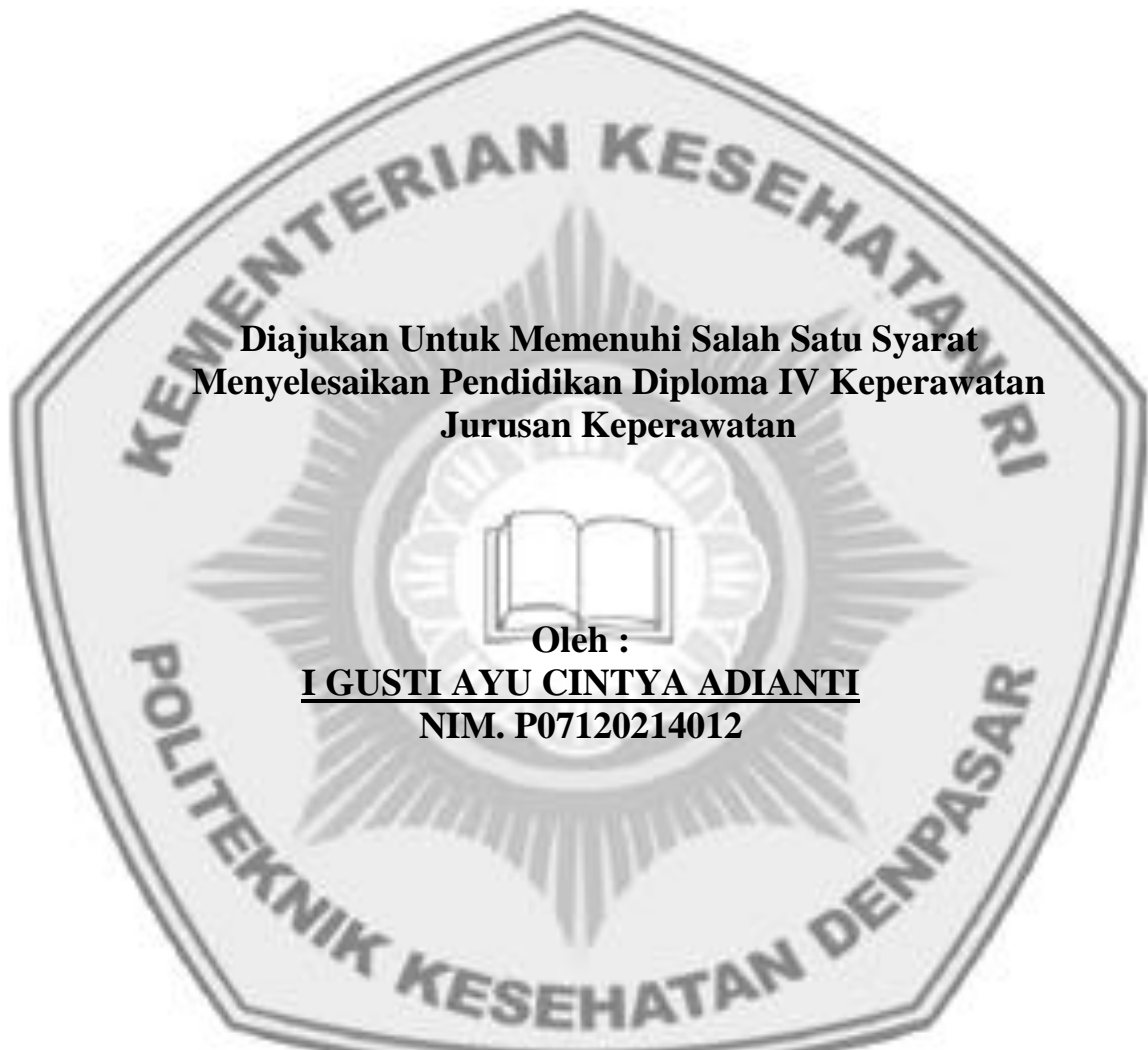 KEMENTERIAN KESEHATAN RI
Diajukan Untuk Memenuhi Salah Satu Syarat
Menyelesaikan Pendidikan Diploma IV Keperawatan
Jurusan Keperawatan
Oleh :
I GUSTI AYU CINTYA ADIANTI
NIM. P07120214012
POLITEKNIK KESEHATAN DENPASAR